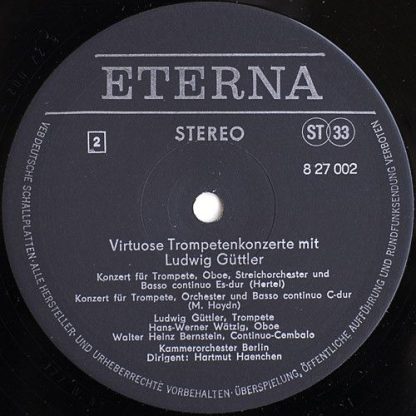 ETERNA
2
STEREO
ST 33
8 27 002
Virtuose Trompetenkonzerte mit
Ludwig Güttler
Konzert für Trompete, Oboe, Streichorchester und
Basso continuo Es-dur (Hertel)
Konzert für Trompete, Orchester und Basso continuo C-dur
(M. Haydn)
Ludwig Güttler, Trompete
Hans-Werner Wätzig, Oboe
Walter Heinz Bernstein, Continuo-Cembalo
Kammerorchester Berlin
Dirigent: Hartmut Haenchen
VEB DEUTSCHE SCHALLPLATTEN · ALLE HERSTELLER- UND URHEBERRECHTE VORBEHALTEN · ÜBERSPIELUNG, ÖFFENTLICHE AUFFÜHRUNG UND RUNDFUNKSENDUNG VERBOTEN